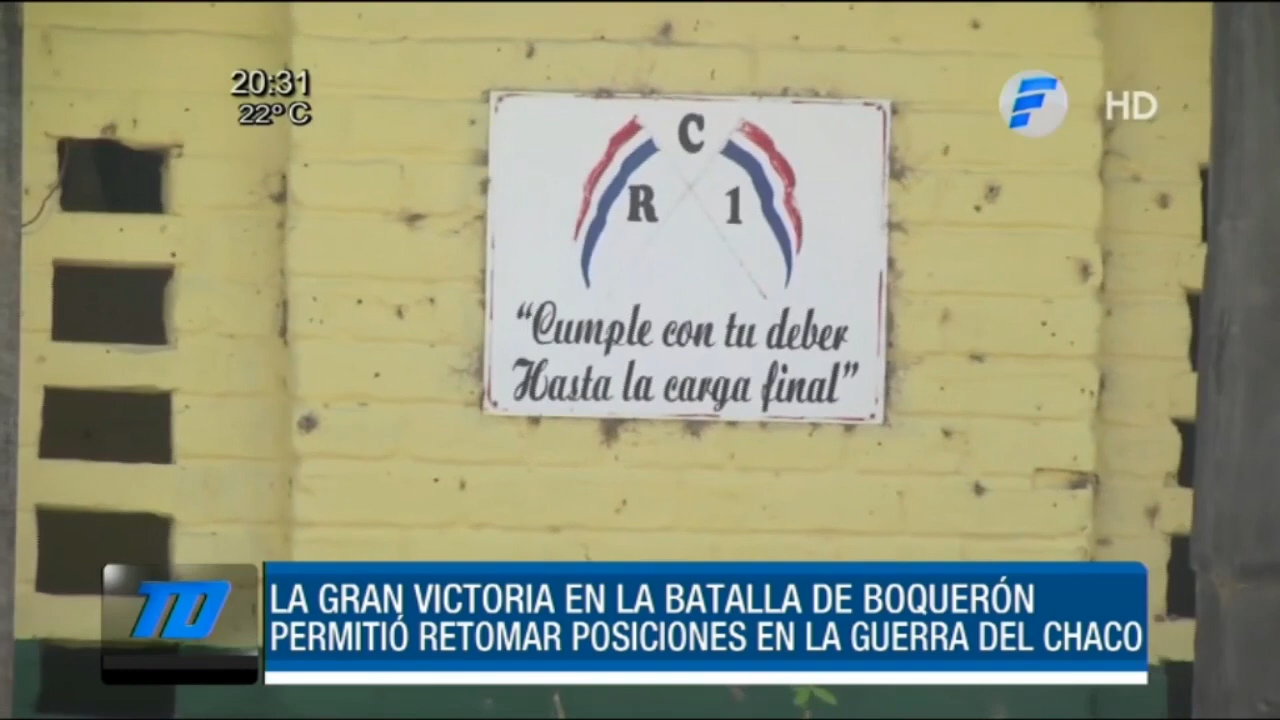 20:31
22º C
F HD
C
R 1
“Cumple con tu deber
Hasta la carga final”
TD
LA GRAN VICTORIA EN LA BATALLA DE BOQUERÓN
PERMITIÓ RETOMAR POSICIONES EN LA GUERRA DEL CHACO